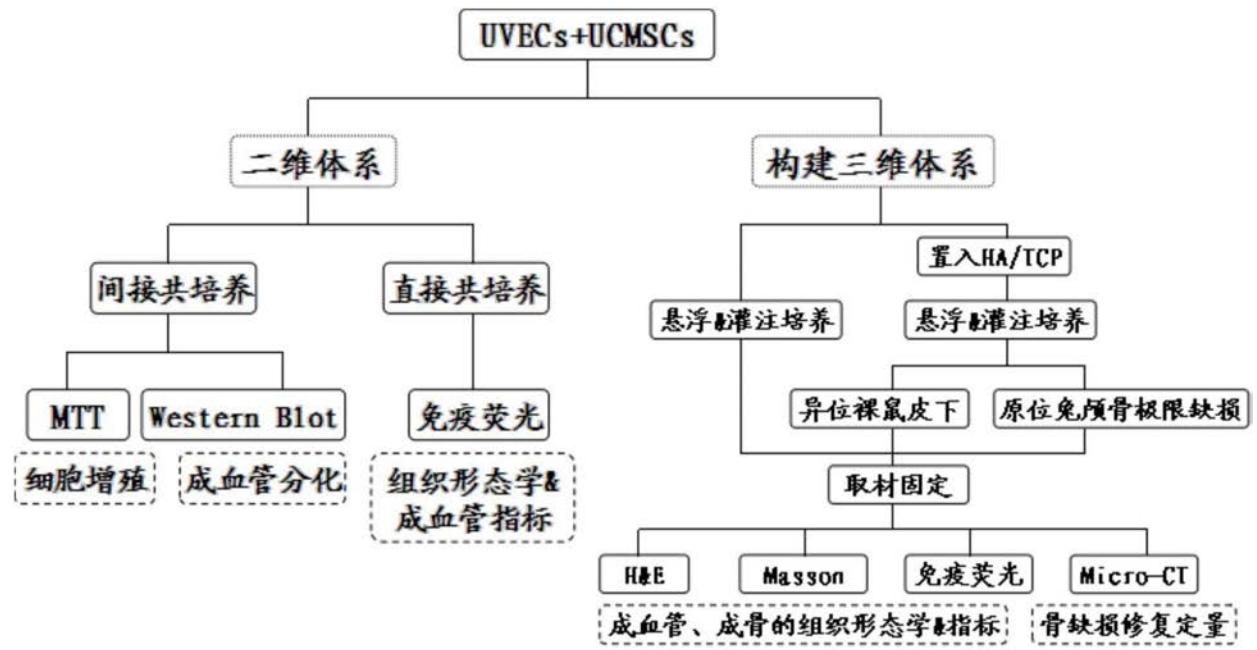 UVECs+UCMSCs
二维体系
构建三维体系
置入HA/TCP
间接共培养
直接共培养
悬浮&灌注培养
悬浮&灌注培养
MTT
Western Blot
免疫荧光
异位裸鼠皮下
原位兔颅骨极限缺损
细胞增殖
成血管分化
组织形态学&
成血管指标
取材固定
H&E
Masson
免疫荧光
Micro-CT
成血管、成骨的组织形态学&指标
骨缺损修复定量